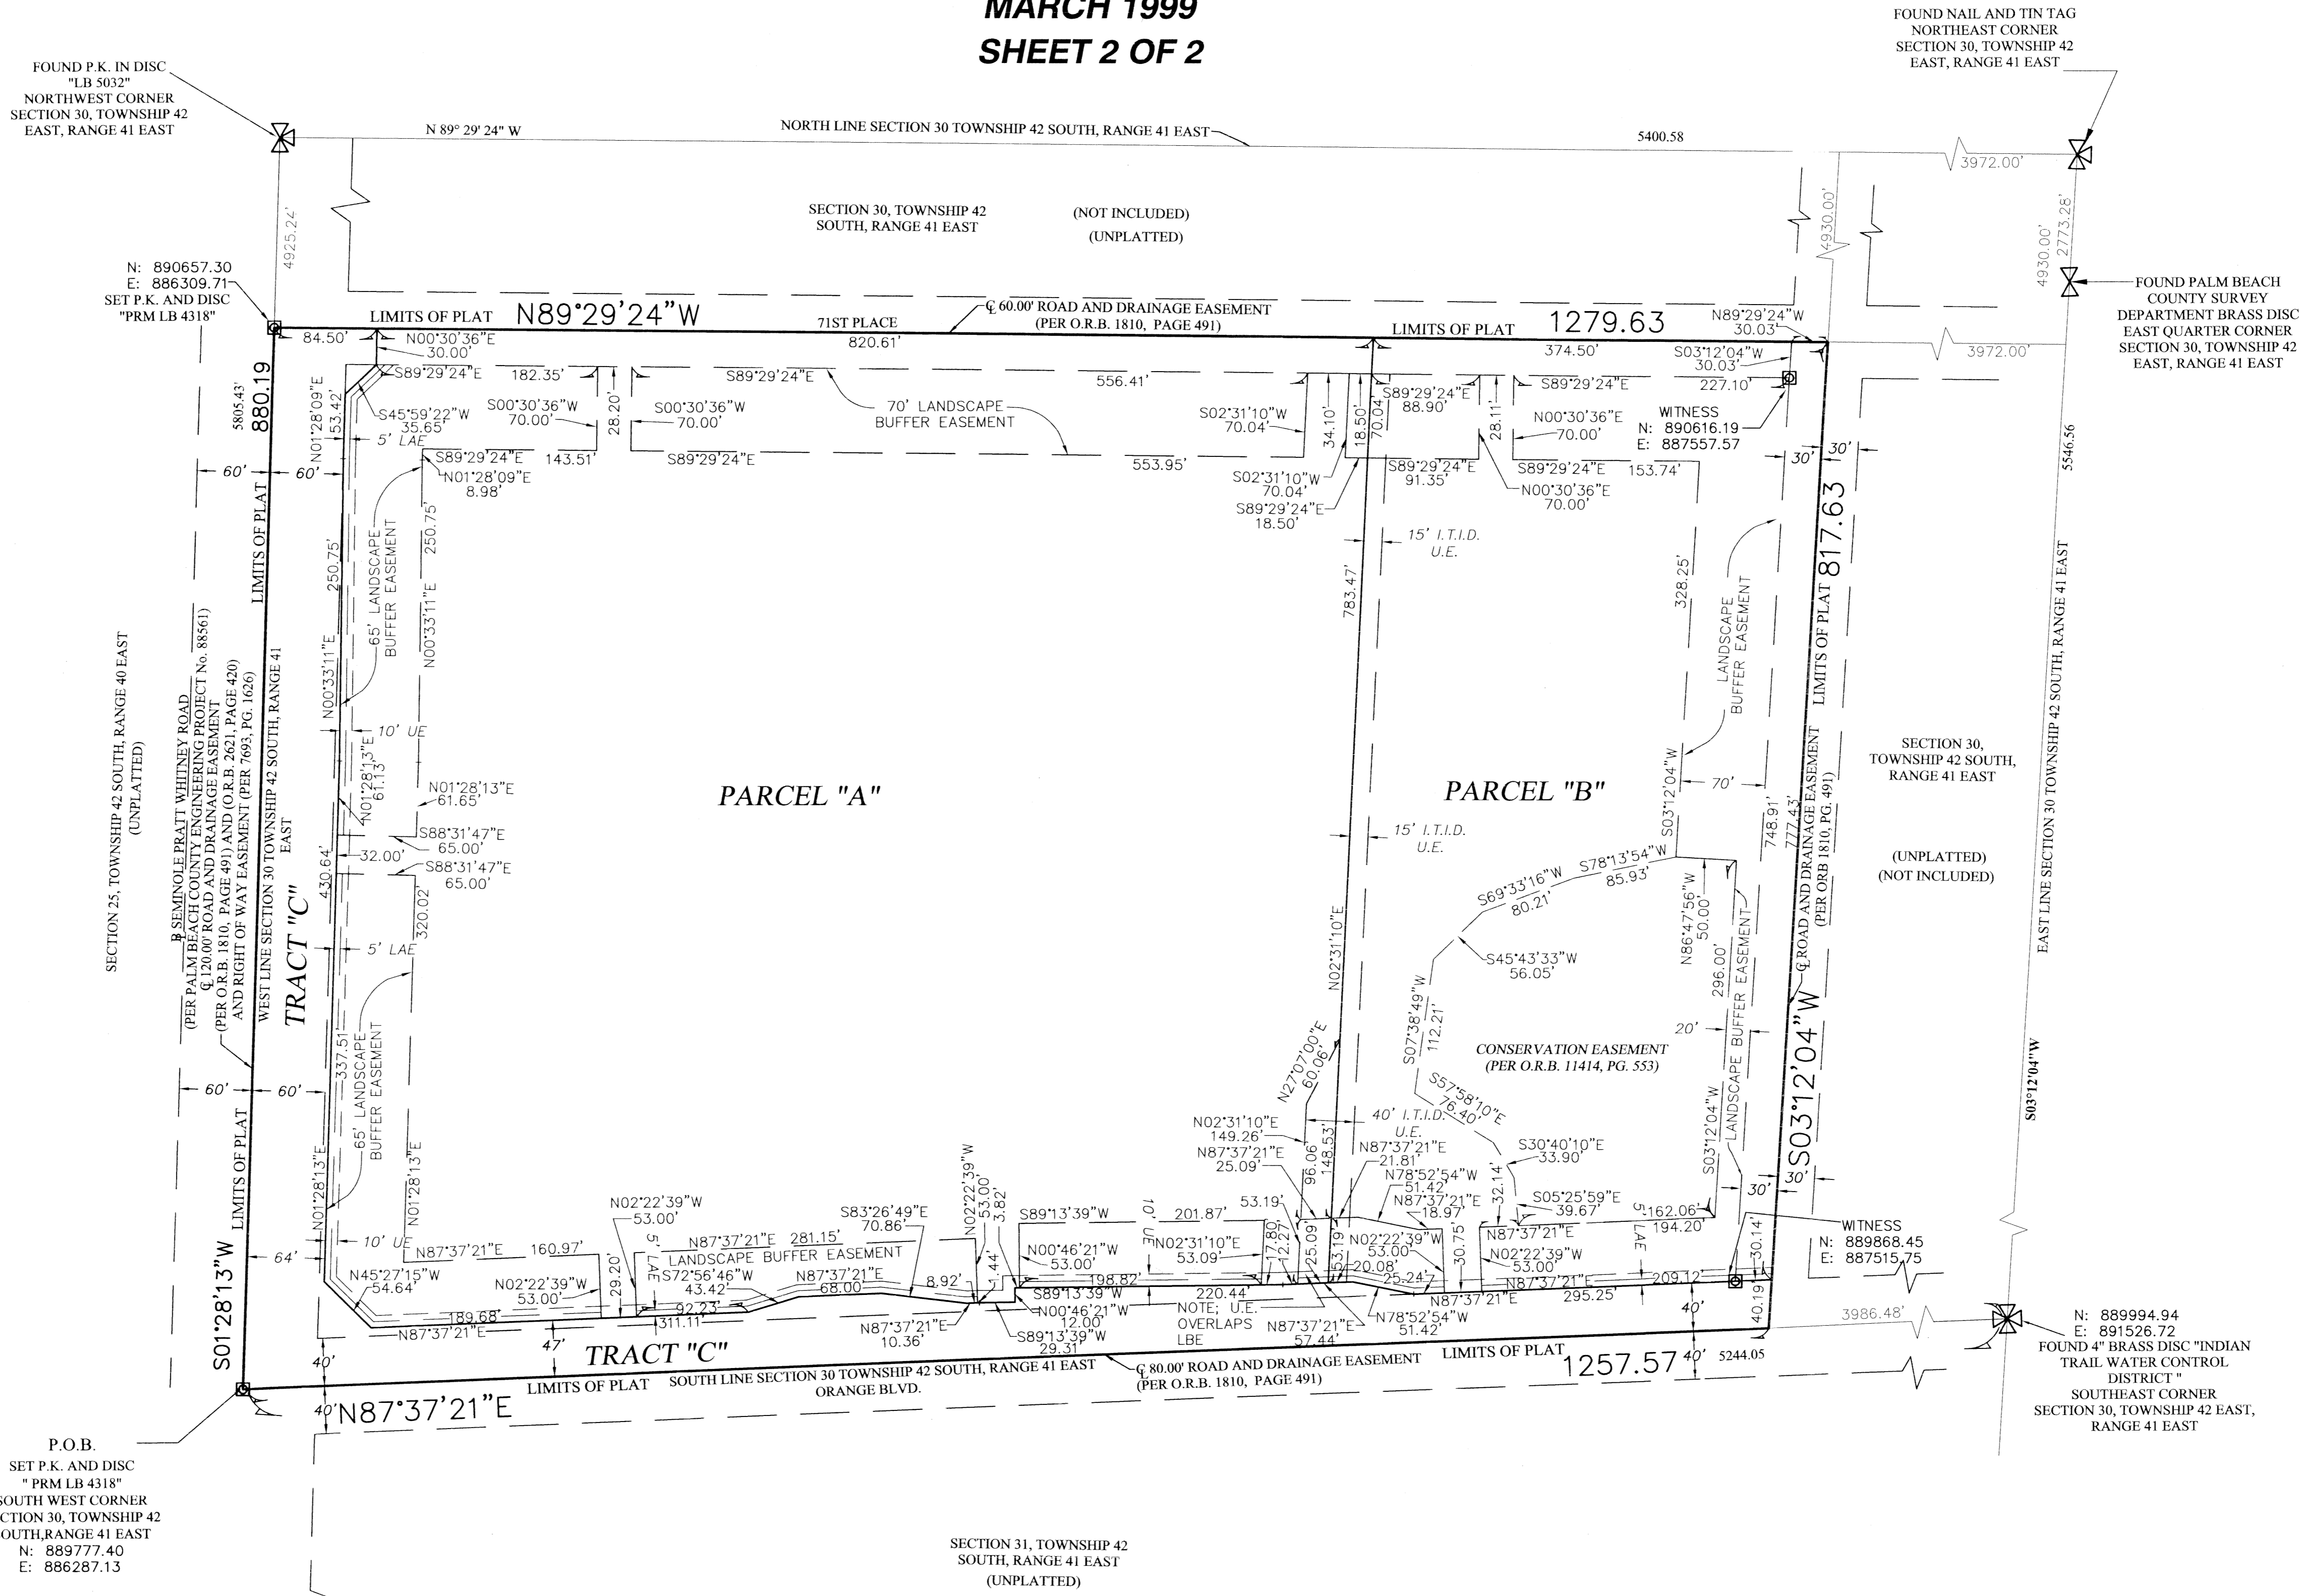 MARCH 1999
SHEET 2 OF 2
FOUND P.K. IN DISC
"LB 5032"
NORTHWEST CORNER
SECTION 30, TOWNSHIP 42
EAST, RANGE 41 EAST
FOUND NAIL AND TIN TAG
NORTHEAST CORNER
SECTION 30, TOWNSHIP 42
EAST, RANGE 41 EAST
N 89° 29' 24" W
NORTH LINE SECTION 30 TOWNSHIP 42 SOUTH, RANGE 41 EAST
5400.58
3972.00'
4925.24'
SECTION 30, TOWNSHIP 42
SOUTH, RANGE 41 EAST
(NOT INCLUDED)
(UNPLATTED)
4930.00'
4930.00'
2773.28'
N: 890657.30
E: 886309.71
SET P.K. AND DISC
"PRM LB 4318"
FOUND PALM BEACH
COUNTY SURVEY
DEPARTMENT BRASS DISC
EAST QUARTER CORNER
SECTION 30, TOWNSHIP 42
EAST, RANGE 41 EAST
LIMITS OF PLAT
N89°29'24"W
71ST PLACE
820.61'
℄ 60.00' ROAD AND DRAINAGE EASEMENT
(PER O.R.B. 1810, PAGE 491)
LIMITS OF PLAT
1279.63
374.50'
N89°29'24"W
30.03'
S03°12'04"W
30.03'
3972.00'
84.50'
N00°30'36"E
30.00'
S89°29'24"E
182.35'
S89°29'24"E
556.41'
S89°29'24"E
88.90'
S89°29'24"E
227.10'
S45°59'22"W
35.65'
5' LAE
N01°28'09"E
53.42'
S00°30'36"W
70.00'
28.20'
S00°30'36"W
70.00'
70' LANDSCAPE
BUFFER EASEMENT
S02°31'10"W
70.04'
34.10'
18.50'
70.04'
28.11'
N00°30'36"E
70.00'
WITNESS
N: 890616.19
E: 887557.57
S89°29'24"E
143.51'
S89°29'24"E
553.95'
N01°28'09"E
8.98'
S02°31'10"W
70.04'
S89°29'24"E
18.50'
S89°29'24"E
91.35'
S89°29'24"E
153.74'
N00°30'36"E
70.00'
30'
30'
60'
60'
5805.43'
880.19
LIMITS OF PLAT
250.75'
N00°33'11"E
65' LANDSCAPE
BUFFER EASEMENT
250.75'
N00°33'11"E
15' I.T.I.D.
U.E.
783.47'
328.25'
LANDSCAPE
BUFFER EASEMENT
817.63
LIMITS OF PLAT
5546.56
EAST LINE SECTION 30 TOWNSHIP 42 SOUTH, RANGE 41 EAST
S03°12'04"W
SECTION 25, TOWNSHIP 42 SOUTH, RANGE 40 EAST
(UNPLATTED)
SEMINOLE PRATT WHITNEY ROAD
(PER PALM BEACH COUNTY ENGINEERING PROJECT No. 88561)
℄ 120.00' ROAD AND DRAINAGE EASEMENT
(PER O.R.B. 1810, PAGE 491) AND (O.R.B. 2621, PAGE 420)
AND RIGHT OF WAY EASEMENT (PER 7693, PG. 1626)
WEST LINE SECTION 30 TOWNSHIP 42 SOUTH, RANGE 41
EAST
TRACT "C"
10' UE
N01°28'13"E
61.13'
N01°28'13"E
61.65'
S88°31'47"E
65.00'
32.00'
S88°31'47"E
65.00'
430.64'
320.02'
5' LAE
PARCEL "A"
PARCEL "B"
15' I.T.I.D.
U.E.
S03°12'04"W
70'
748.91'
777.43'
℄ ROAD AND DRAINAGE EASEMENT
(PER ORB 1810, PG. 491)
SECTION 30,
TOWNSHIP 42 SOUTH,
RANGE 41 EAST
(UNPLATTED)
(NOT INCLUDED)
S78°13'54"W
85.93'
S69°33'16"W
80.21'
N86°47'56"W
50.00'
S45°43'33"W
56.05'
N02°31'10"E
S07°38'49"W
112.21'
296.00'
20'
LANDSCAPE BUFFER EASEMENT
CONSERVATION EASEMENT
(PER O.R.B. 11414, PG. 553)
S03°12'04"W
S03°12'04"W
337.51'
65' LANDSCAPE
BUFFER EASEMENT
60'
60'
LIMITS OF PLAT
N01°28'13"E
N01°28'13"E
N27°07'00"E
60.06'
S57°58'10"E
76.40'
40' I.T.I.D.
U.E.
N02°31'10"E
149.26'
N87°37'21"E
25.09'
96.06'
148.53'
N87°37'21"E
21.81'
N78°52'54"W
51.42'
N87°37'21"E
18.97'
S30°40'10"E
33.90'
32.14'
S05°25'59"E
39.67'
162.06'
194.20'
N87°37'21"E
5' LAE
30'
30'
S01°28'13"W
64'
10' UE
N87°37'21"E
160.97'
N02°22'39"W
53.00'
N87°37'21"E
281.15'
LANDSCAPE BUFFER EASEMENT
5' LAE
29.20'
S83°26'49"E
70.86'
N02°22'39"W
53.00'
3.82'
S89°13'39"W
201.87'
53.19'
10' UE
N00°46'21"W
53.00'
N02°31'10"E
53.09'
17.80
12.27'
25.09'
53.19'
N02°22'39"W
53.00'
20.08'
30.75'
N02°22'39"W
53.00'
WITNESS
N: 889868.45
E: 887515.75
30.14'
N45°27'15"W
54.64'
N02°22'39"W
53.00'
S72°56'46"W
43.42'
N87°37'21"E
68.00
8.92'
1.44'
198.82'
S89°13'39"W
220.44'
25.24'
N87°37'21"E
209.12'
N87°37'21"E
295.25'
189.68'
N87°37'21"E
92.23'
311.11'
N87°37'21"E
10.36'
N00°46'21"W
12.00'
S89°13'39"W
29.31'
NOTE; U.E.
OVERLAPS
LBE
N87°37'21"E
57.44'
N78°52'54"W
51.42'
40'
40.19'
3986.48'
N: 889994.94
E: 891526.72
FOUND 4" BRASS DISC "INDIAN
TRAIL WATER CONTROL
DISTRICT "
SOUTHEAST CORNER
SECTION 30, TOWNSHIP 42 EAST,
RANGE 41 EAST
40'
47'
TRACT "C"
40'
N87°37'21"E
LIMITS OF PLAT
SOUTH LINE SECTION 30 TOWNSHIP 42 SOUTH, RANGE 41 EAST
ORANGE BLVD.
℄ 80.00' ROAD AND DRAINAGE EASEMENT
(PER O.R.B. 1810, PAGE 491)
LIMITS OF PLAT
1257.57
40'
5244.05
P.O.B.
SET P.K. AND DISC
" PRM LB 4318"
SOUTH WEST CORNER
SECTION 30, TOWNSHIP 42
SOUTH,RANGE 41 EAST
N: 889777.40
E: 886287.13
SECTION 31, TOWNSHIP 42
SOUTH, RANGE 41 EAST
(UNPLATTED)